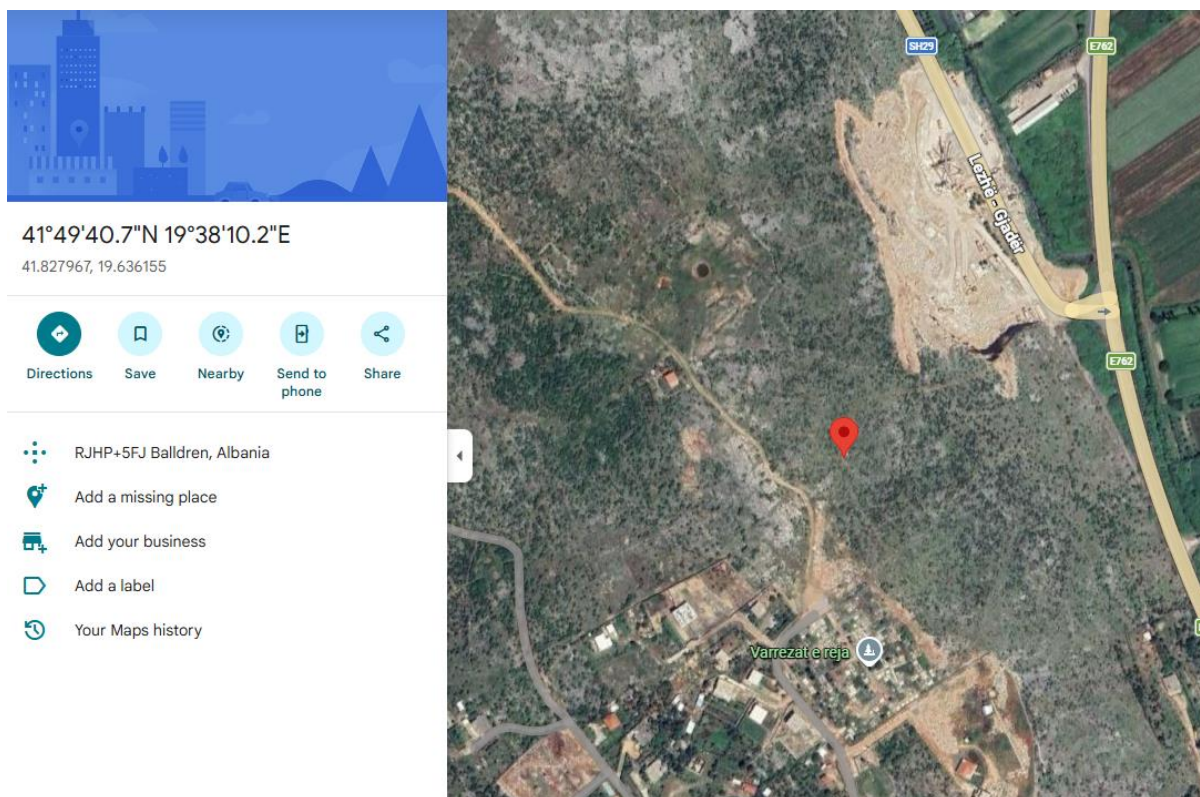 41°49'40.7"N 19°38'10.2"E
41.827967, 19.636155
Directions
Save
Nearby
Send to
phone
Share
RJHP+5FJ Balldren, Albania
Add a missing place
Add your business
Add a label
Your Maps history
SH29
E762
Lezhë - Gjadër
E762
Varrezat e reja